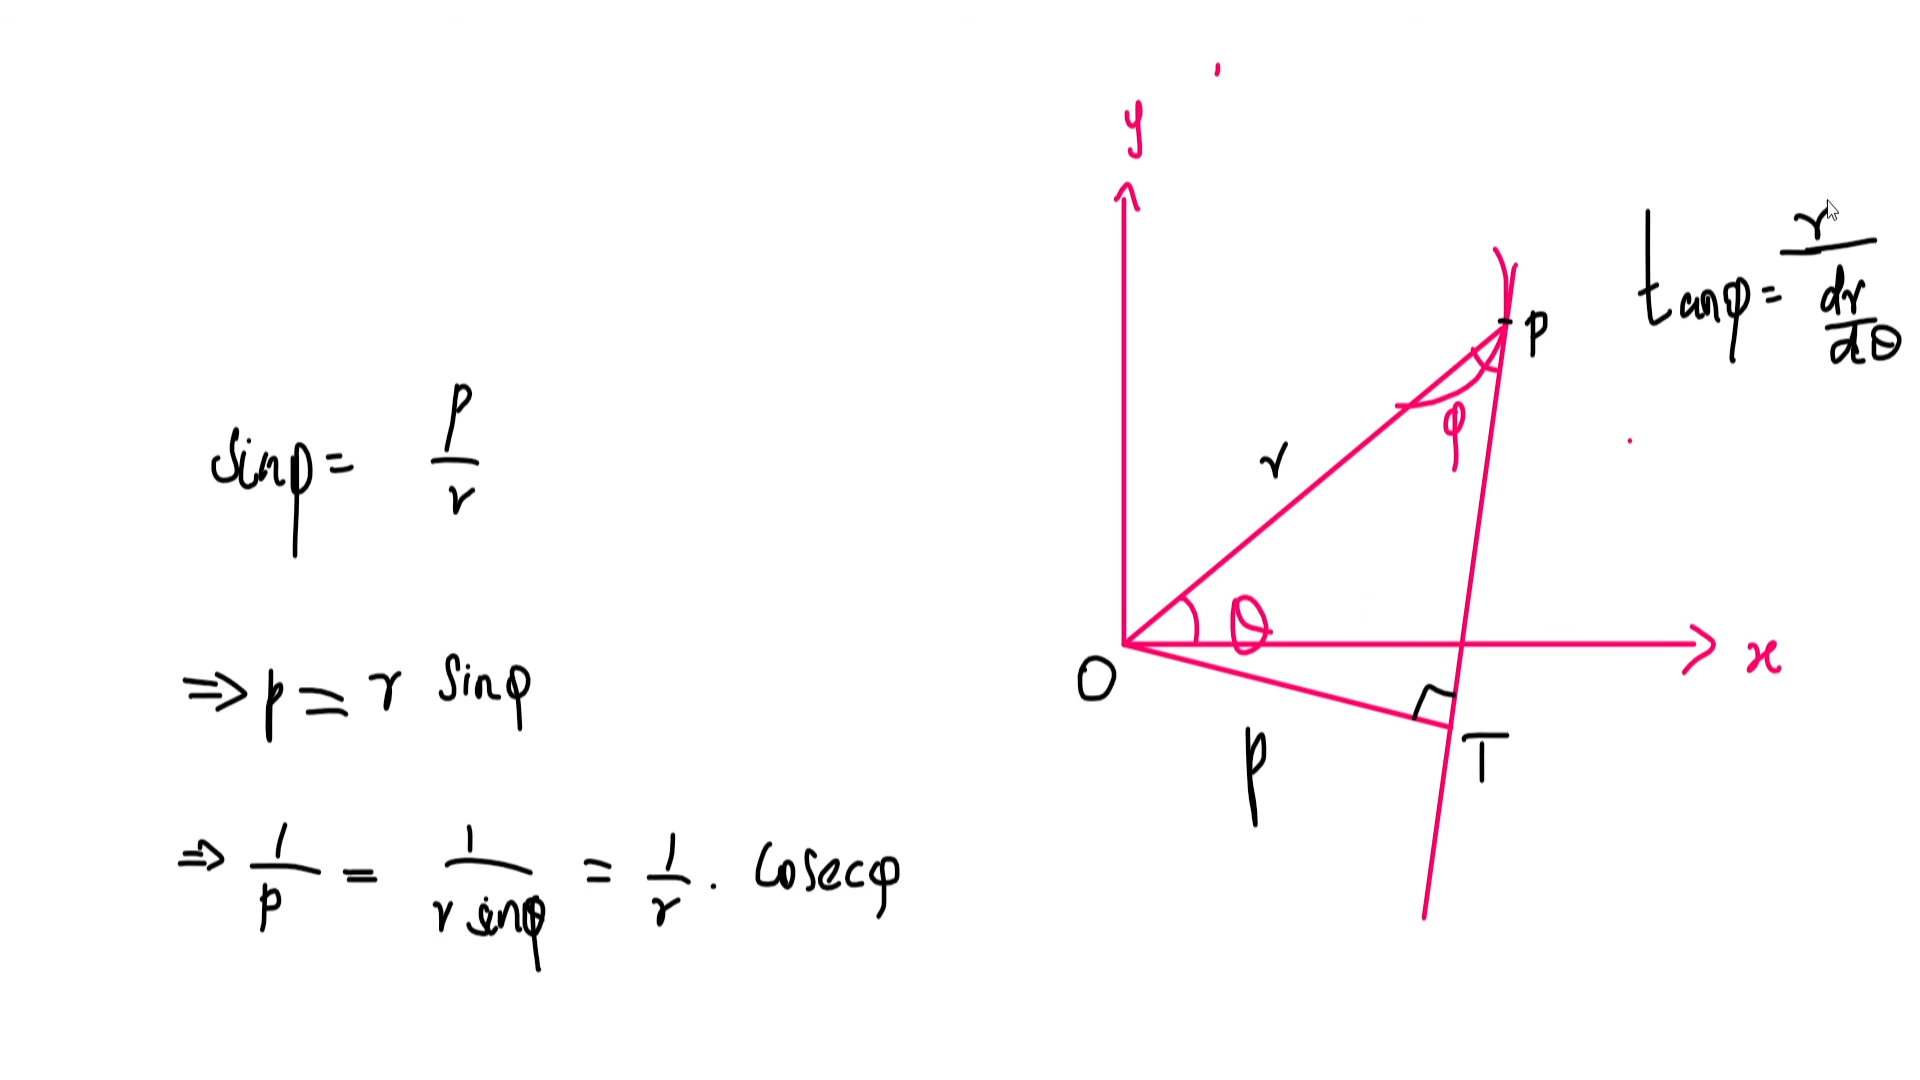 sinφ = p/r
⇒ p = r sinφ
⇒ 1/p = 1/(r sinφ) = 1/r . Cosecφ
y
P
tanφ = r/(dr/dθ)
φ
r
θ
x
O
p
T